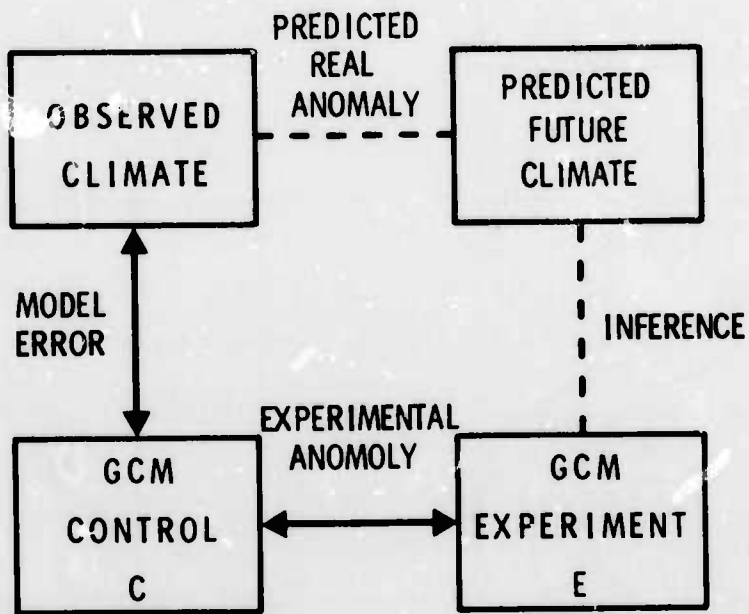 PREDICTED
REAL
ANOMALY
OBSERVED
CLIMATE
PREDICTED
FUTURE
CLIMATE
MODEL
ERROR
INFERENCE
EXPERIMENTAL
ANOMOLY
GCM
CONTROL
C
GCM
EXPERIMENT
E